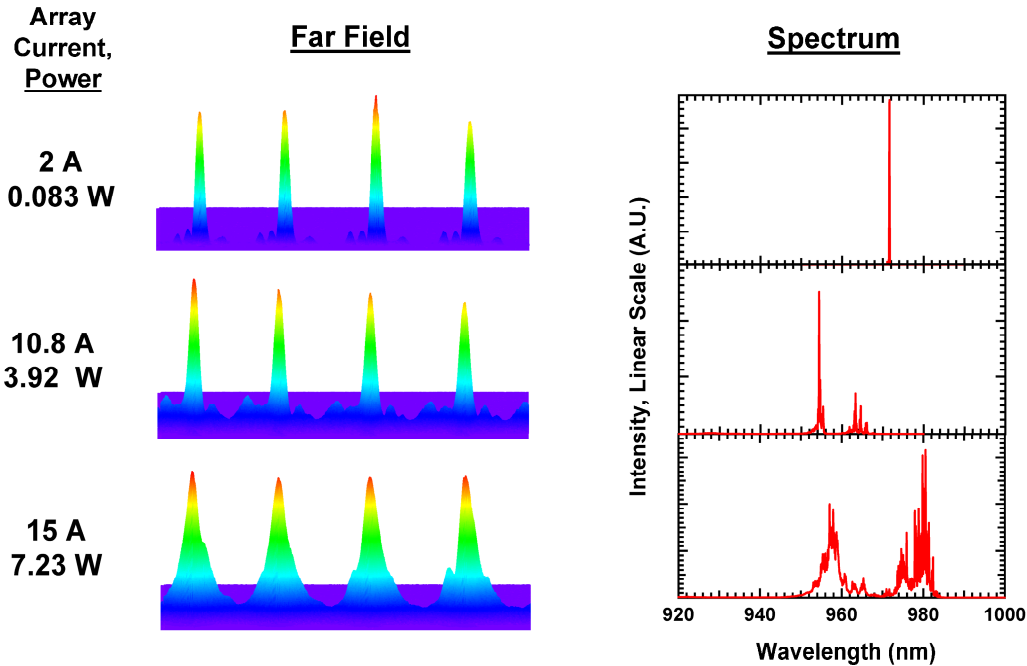 Array
Current,
Power
Far Field
Spectrum
2 A
0.083 W
10.8 A
3.92 W
15 A
7.23 W
Intensity, Linear Scale (A.U.)
920 940 960 980 1000
Wavelength (nm)